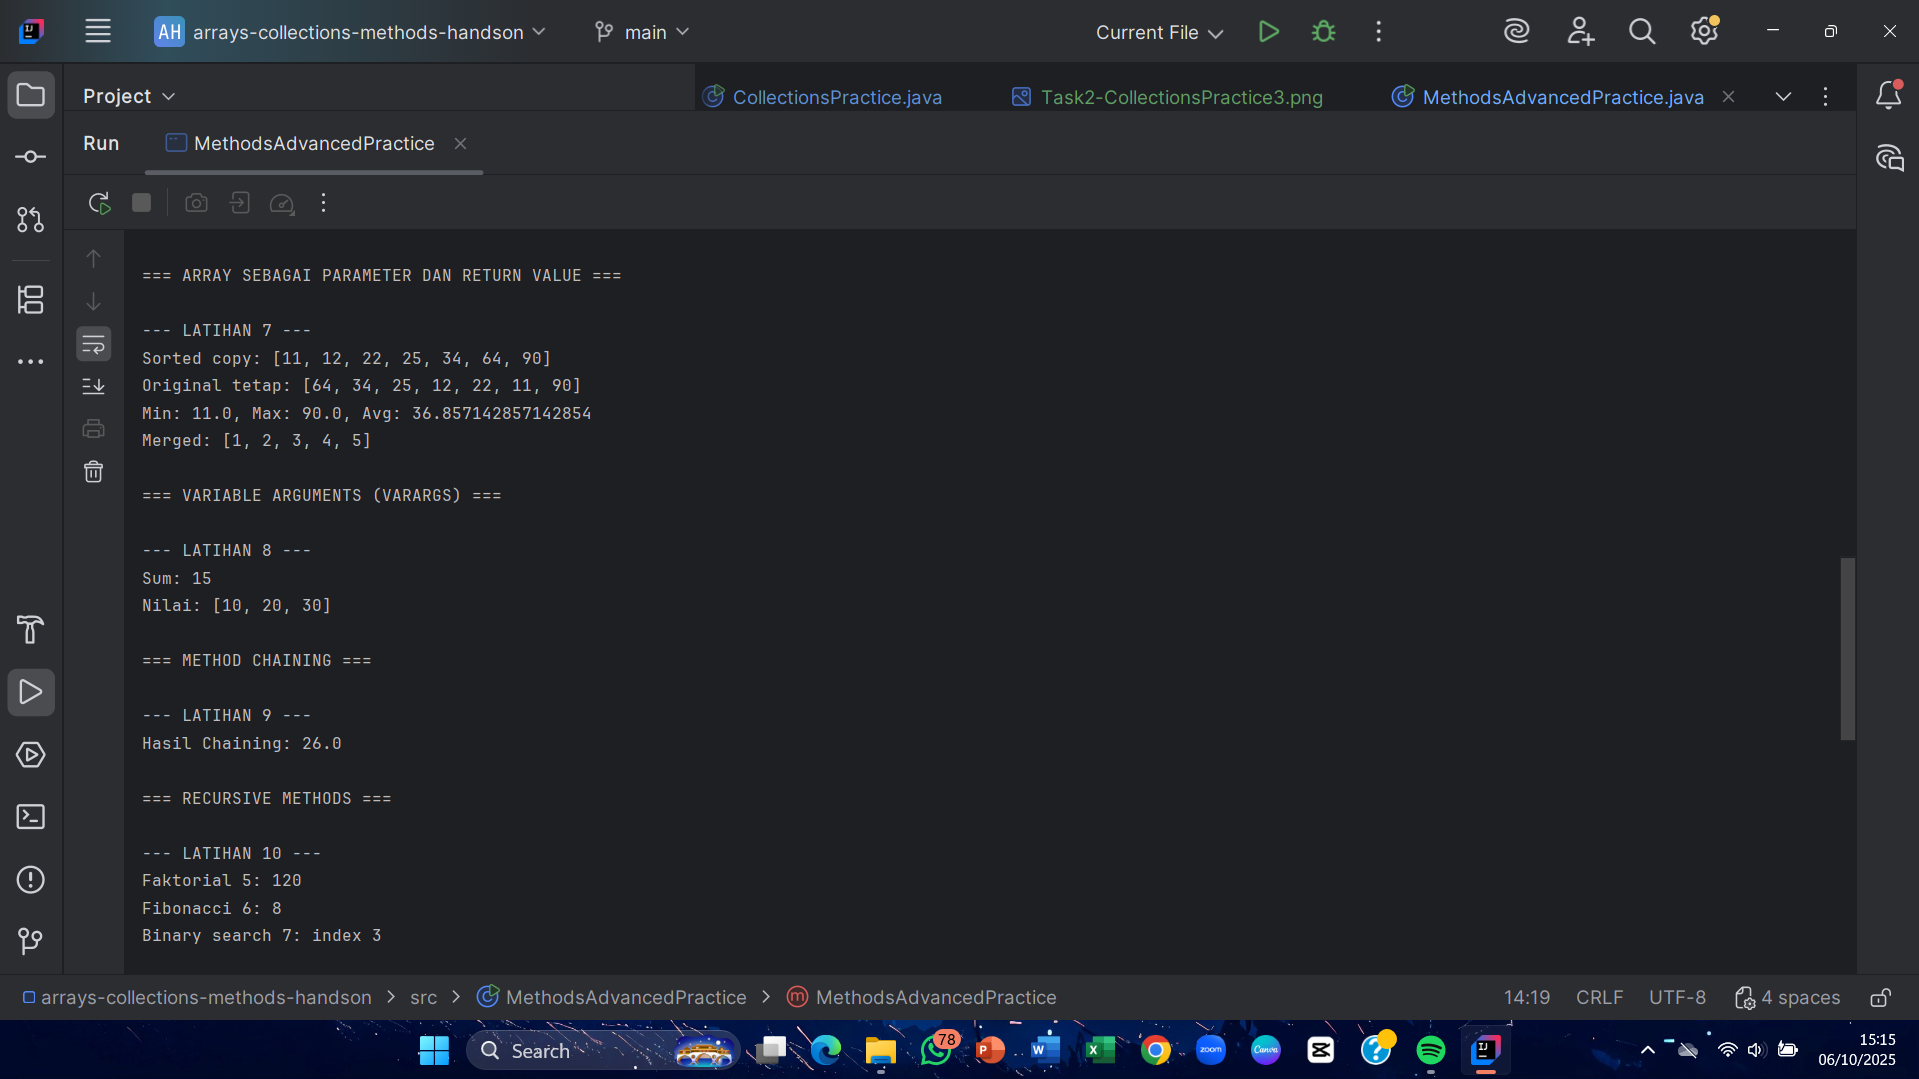 AH arrays-collections-methods-handson main Current File
Project CollectionsPractice.java Task2-CollectionsPractice3.png MethodsAdvancedPractice.java
Run MethodsAdvancedPractice
=== ARRAY SEBAGAI PARAMETER DAN RETURN VALUE ===
--- LATIHAN 7 ---
Sorted copy: [11, 12, 22, 25, 34, 64, 90]
Original tetap: [64, 34, 25, 12, 22, 11, 90]
Min: 11.0, Max: 90.0, Avg: 36.857142857142854
Merged: [1, 2, 3, 4, 5]
=== VARIABLE ARGUMENTS (VARARGS) ===
--- LATIHAN 8 ---
Sum: 15
Nilai: [10, 20, 30]
=== METHOD CHAINING ===
--- LATIHAN 9 ---
Hasil Chaining: 26.0
=== RECURSIVE METHODS ===
--- LATIHAN 10 ---
Faktorial 5: 120
Fibonacci 6: 8
Binary search 7: index 3
arrays-collections-methods-handson > src > MethodsAdvancedPractice > m MethodsAdvancedPractice 14:19 CRLF UTF-8 4 spaces
Search 78 P W X zoom Canva ? IJ 15:15
06/10/2025